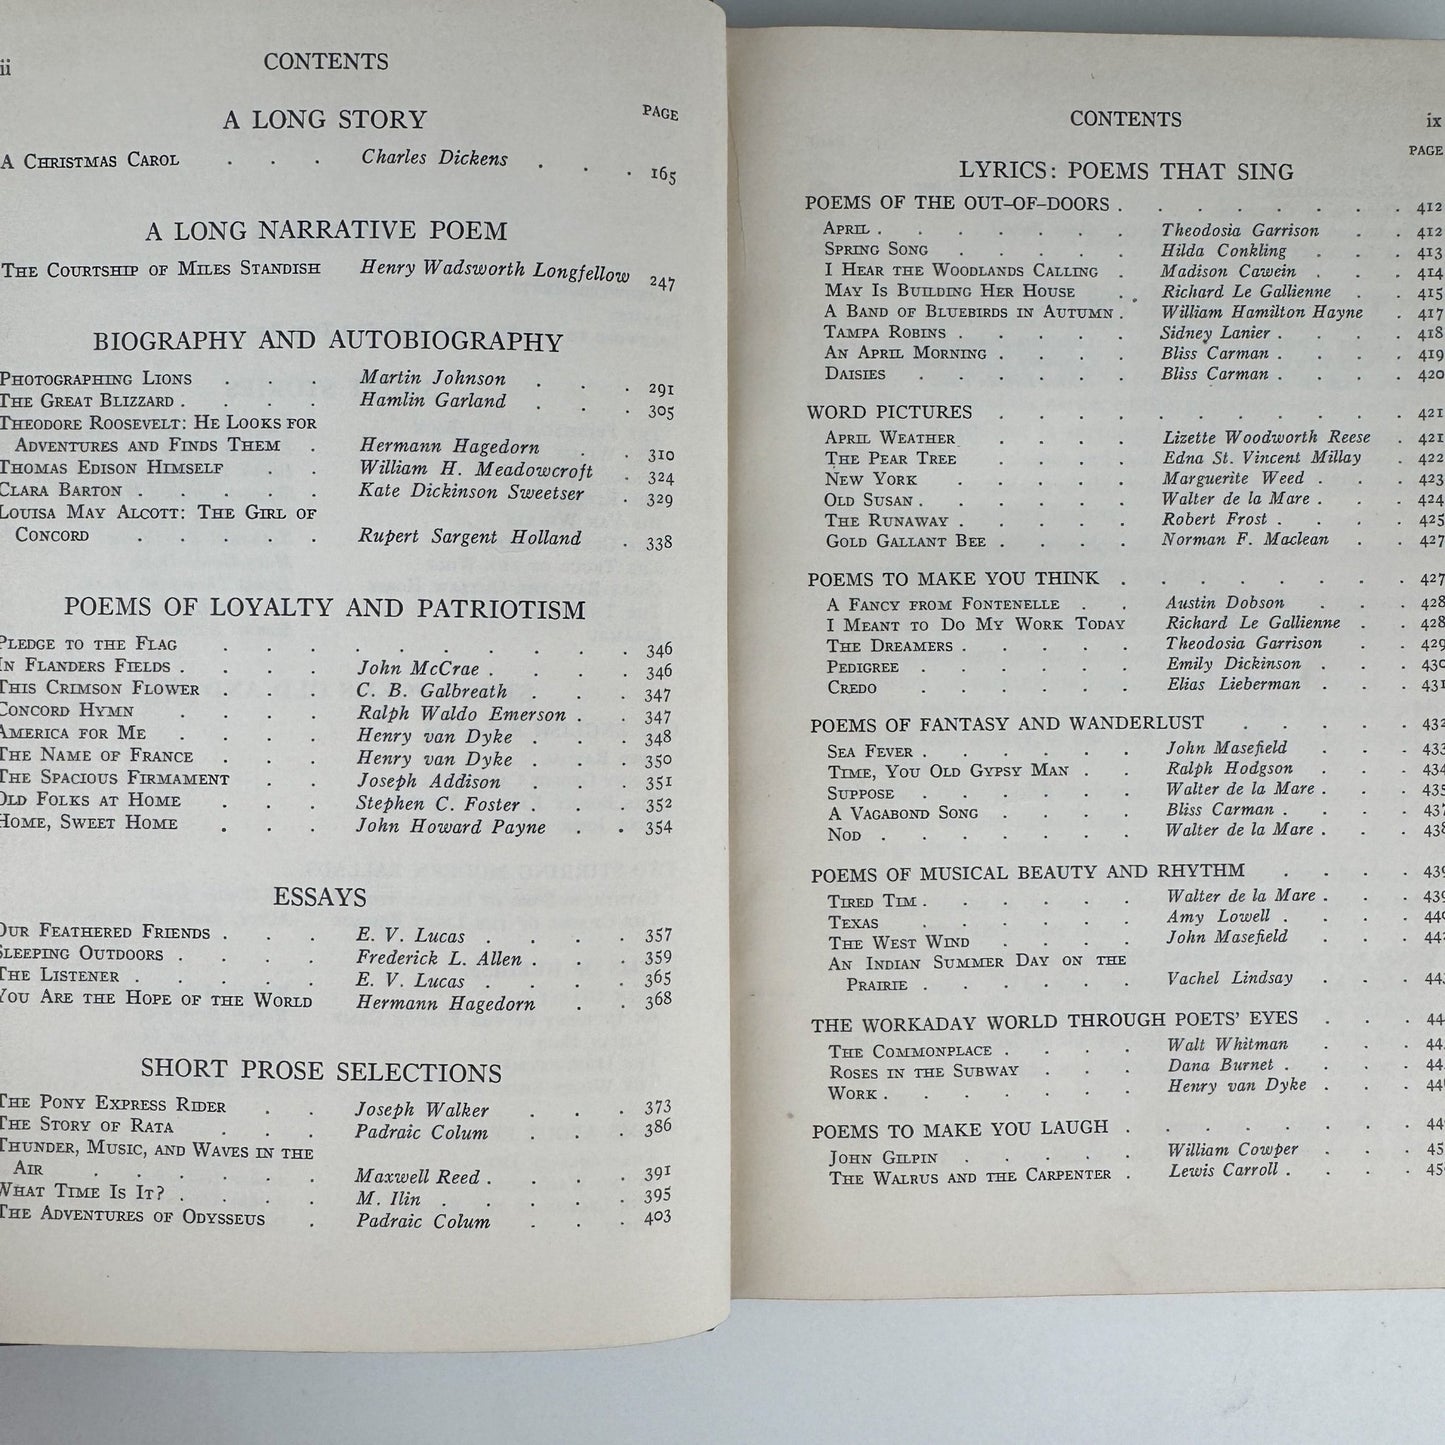 ii CONTENTS
A LONG STORY PAGE
A Christmas Carol . . . Charles Dickens . . . 165
A LONG NARRATIVE POEM
The Courtship of Miles Standish Henry Wadsworth Longfellow 247
BIOGRAPHY AND AUTOBIOGRAPHY
Photographing Lions . . . Martin Johnson . . . 291
The Great Blizzard . . . . Hamlin Garland . . . 305
Theodore Roosevelt: He Looks for
Adventures and Finds Them . Hermann Hagedorn . . 310
Thomas Edison Himself . . William H. Meadowcroft . 324
Clara Barton . . . . . Kate Dickinson Sweetser . 329
Louisa May Alcott: The Girl of
Concord . . . . . Rupert Sargent Holland . 338
POEMS OF LOYALTY AND PATRIOTISM
Pledge to the Flag . . . . . . . . . 346
In Flanders Fields . . . . John McCrae . . . . 346
This Crimson Flower . . . C. B. Galbreath . . . 347
Concord Hymn . . . . Ralph Waldo Emerson . . 347
America for Me . . . . Henry van Dyke . . . 348
The Name of France . . . Henry van Dyke . . . 350
The Spacious Firmament . . Joseph Addison . . . 351
Old Folks at Home . . . Stephen C. Foster . . . 352
Home, Sweet Home . . . John Howard Payne . . 354
ESSAYS
Our Feathered Friends . . . E. V. Lucas . . . . 357
Sleeping Outdoors . . . . Frederick L. Allen . . . 359
The Listener . . . . . E. V. Lucas . . . . 365
You Are the Hope of the World Hermann Hagedorn . . 368
SHORT PROSE SELECTIONS
The Pony Express Rider . . Joseph Walker . . . 373
The Story of Rata . . . Padraic Colum . . . 386
Thunder, Music, and Waves in the
Air . . . . . . Maxwell Reed . . . . 391
What Time Is It? . . . . M. Ilin . . . . . 395
The Adventures of Odysseus . Padraic Colum . . . 403
CONTENTS ix
PAGE
LYRICS: POEMS THAT SING
POEMS OF THE OUT-OF-DOORS . . . . . . . . 412
April . . . . . . . Theodosia Garrison . . 412
Spring Song . . . . . Hilda Conkling . . . 413
I Hear the Woodlands Calling . Madison Cawein . . . 414
May Is Building Her House . . Richard Le Gallienne . . 415
A Band of Bluebirds in Autumn . William Hamilton Hayne . 417
Tampa Robins . . . . . Sidney Lanier . . . . 418
An April Morning . . . . Bliss Carman . . . . 419
Daisies . . . . . . Bliss Carman . . . . 420
WORD PICTURES . . . . . . . . . . . 421
April Weather . . . . Lizette Woodworth Reese . 421
The Pear Tree . . . . Edna St. Vincent Millay . 422
New York . . . . Marguerite Weed . . . 423
Old Susan . . . . . . Walter de la Mare . . . 424
The Runaway . . . . . Robert Frost . . . . 425
Gold Gallant Bee . . . . Norman F. Maclean . . 427
POEMS TO MAKE YOU THINK . . . . . . . . 427
A Fancy from Fontenelle . . Austin Dobson . . . 428
I Meant to Do My Work Today Richard Le Gallienne . . 428
The Dreamers . . . . . Theodosia Garrison . . 429
Pedigree . . . . . . Emily Dickinson . . . 430
Credo . . . . . . Elias Lieberman . . . 431
POEMS OF FANTASY AND WANDERLUST . . . . . 432
Sea Fever . . . . . . John Masefield . . . 433
Time, You Old Gypsy Man . . Ralph Hodgson . . . 434
Suppose . . . . . . Walter de la Mare . . . 435
A Vagabond Song . . . . Bliss Carman . . . . 437
Nod . . . . . . . Walter de la Mare . . . 438
POEMS OF MUSICAL BEAUTY AND RHYTHM . . . . 439
Tired Tim . . . . . . Walter de la Mare . . . 439
Texas . . . . . . Amy Lowell . . . . 440
The West Wind . . . . John Masefield . . . 44
An Indian Summer Day on the
Prairie . . . . . . Vachel Lindsay . . . 44
THE WORKADAY WORLD THROUGH POETS' EYES . . . 44
The Commonplace . . . . Walt Whitman . . . 44
Roses in the Subway . . . Dana Burnet . . . . 44
Work . . . . . . . Henry van Dyke . . . 44
POEMS TO MAKE YOU LAUGH . . . . . . . 44
John Gilpin . . . . . William Cowper . . . 45
The Walrus and the Carpenter . Lewis Carroll . . . . 45